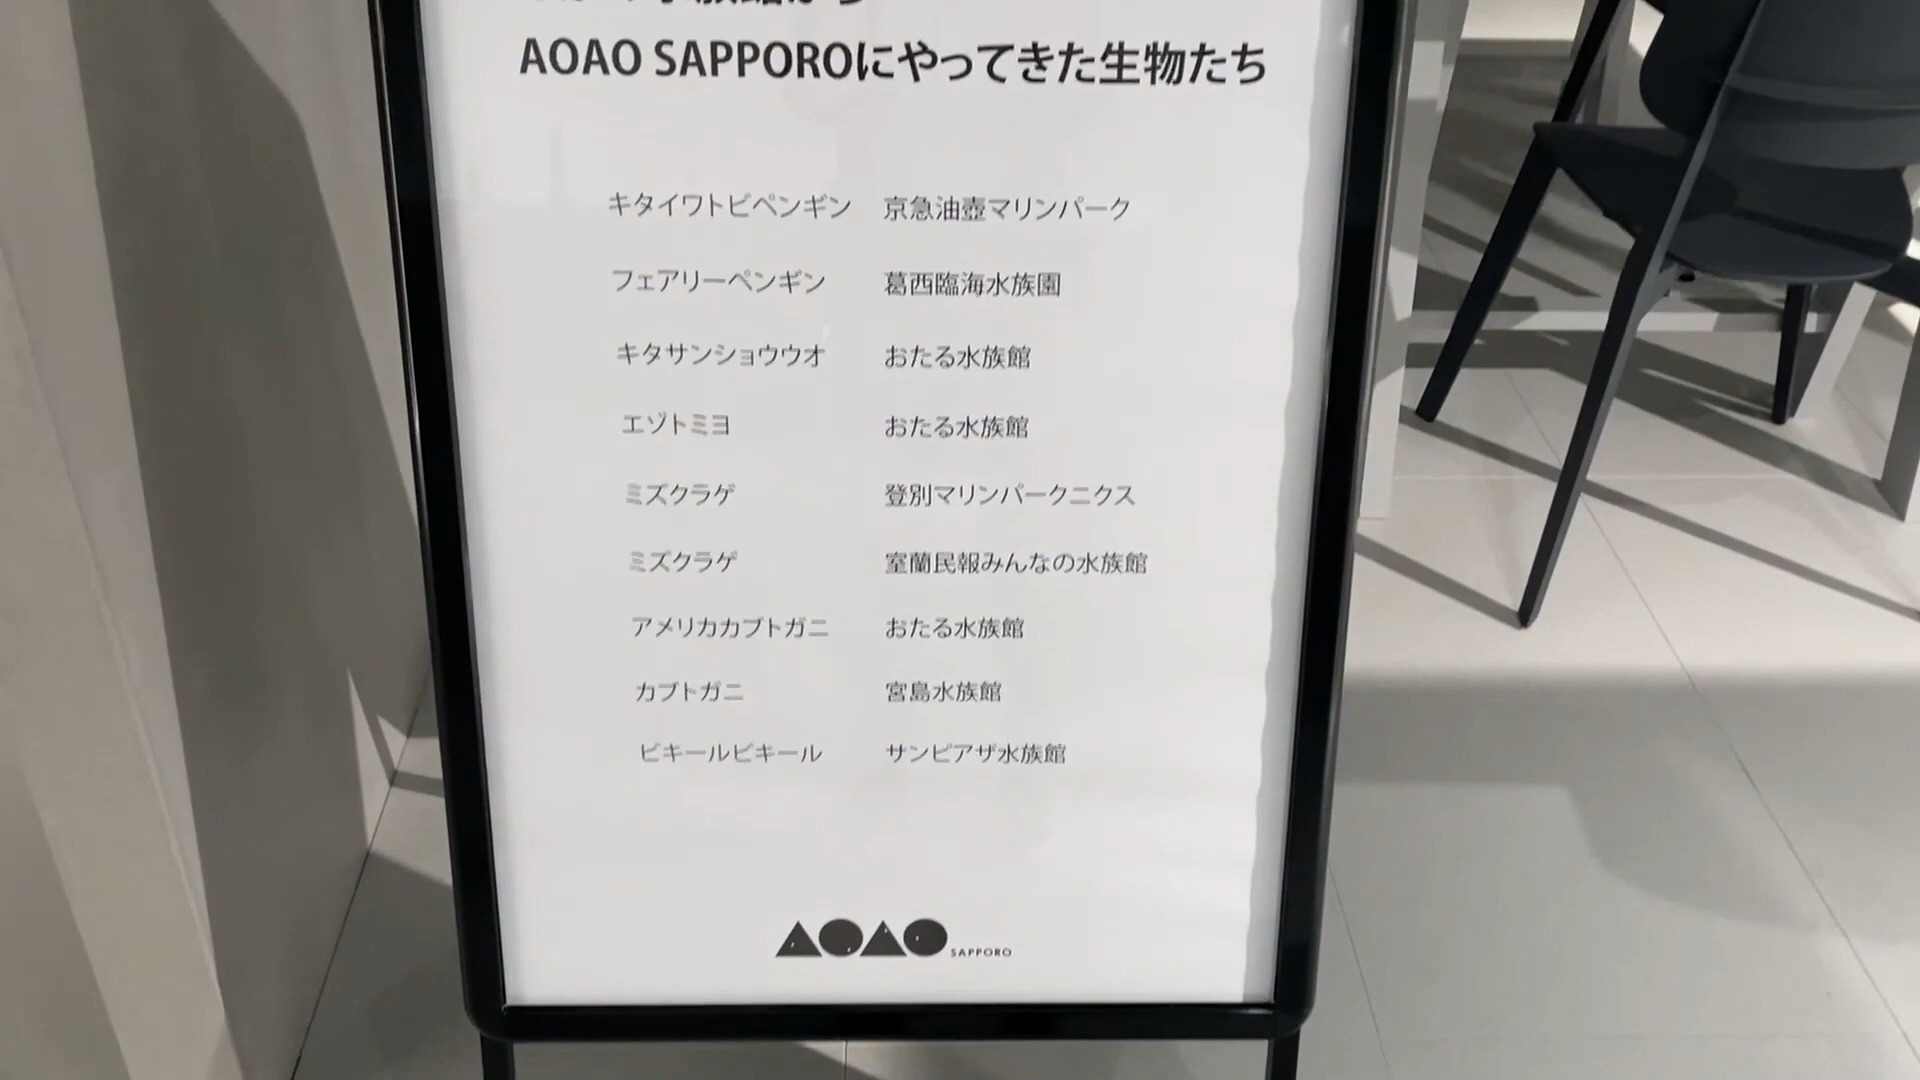 水族館から
AOAO SAPPOROにやってきた生物たち
キタイワトビペンギン 京急油壺マリンパーク
フェアリーペンギン 葛西臨海水族園
キタサンショウウオ おたる水族館
エゾトミヨ おたる水族館
ミズクラゲ 登別マリンパークニクス
ミズクラゲ 室蘭民報みんなの水族館
アメリカカブトガニ おたる水族館
カブトガニ 宮島水族館
ビキールビキール サンピアザ水族館
AOAO SAPPORO